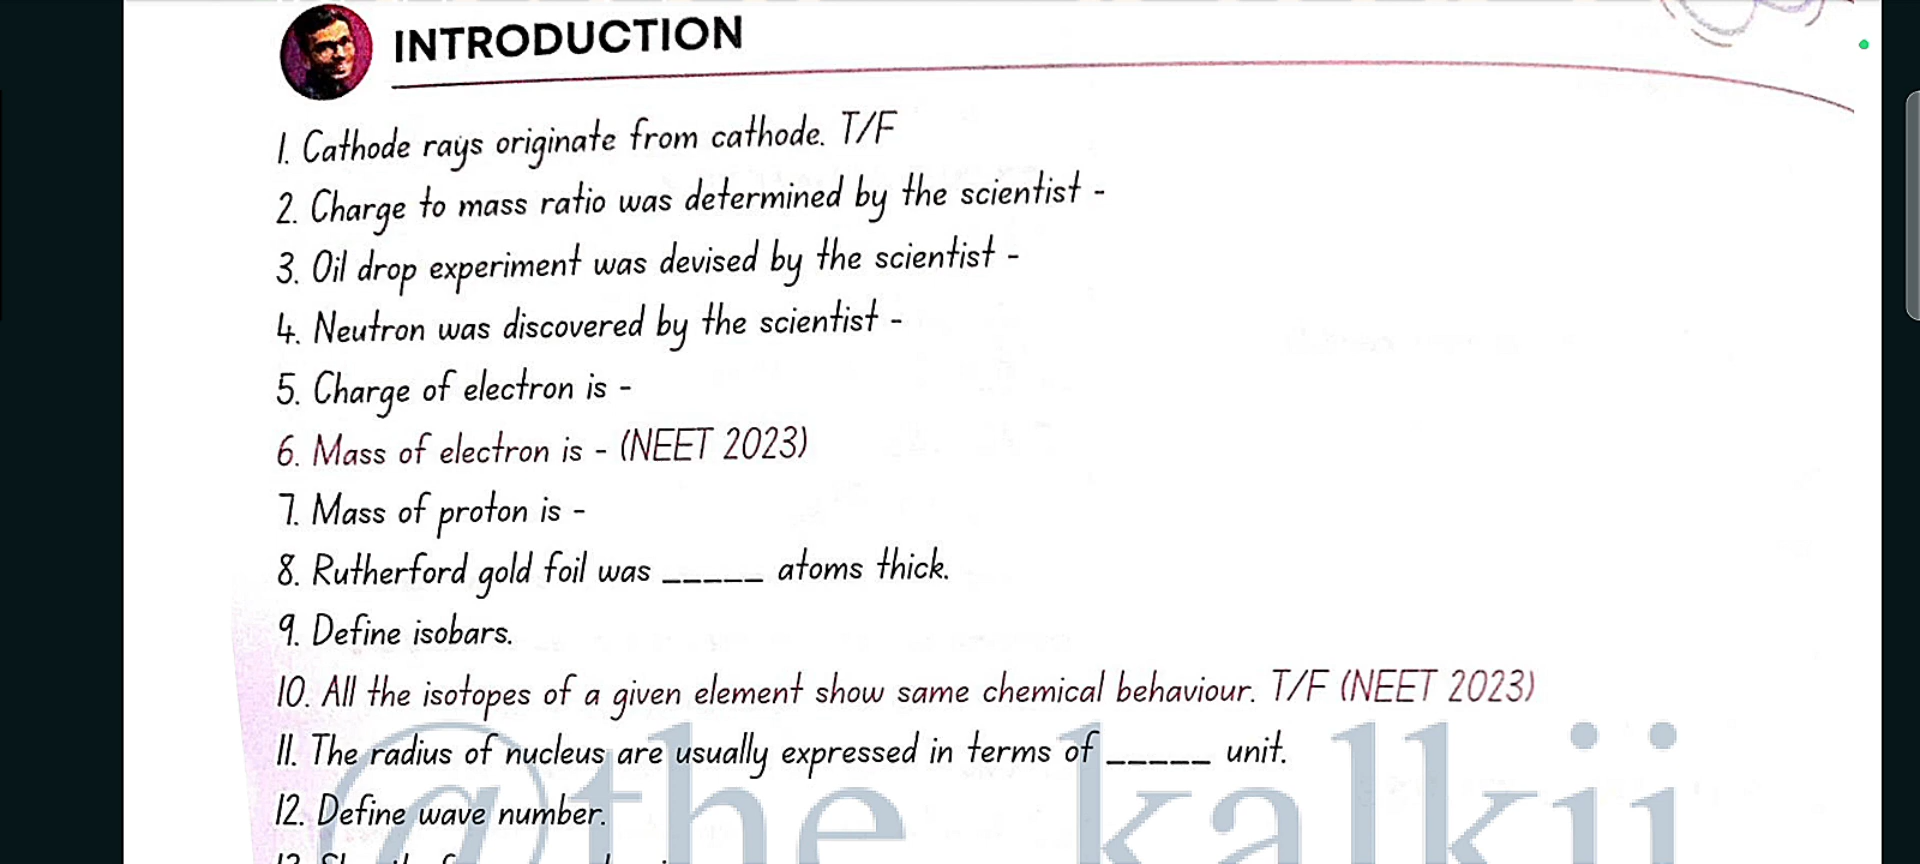 INTRODUCTION
1. Cathode rays originate from cathode. T/F
2. Charge to mass ratio was determined by the scientist -
3. Oil drop experiment was devised by the scientist -
4. Neutron was discovered by the scientist -
5. Charge of electron is -
6. Mass of electron is - (NEET 2023)
7. Mass of proton is -
8. Rutherford gold foil was _____ atoms thick.
9. Define isobars.
10. All the isotopes of a given element show same chemical behaviour. T/F (NEET 2023)
11. The radius of nucleus are usually expressed in terms of _____ unit.
12. Define wave number.
@the_kalkii